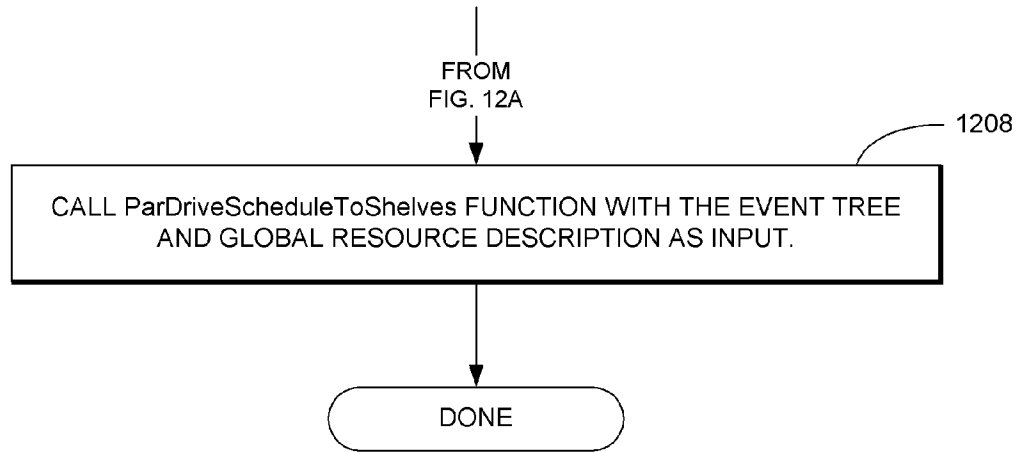 FROM
FIG. 12A
1208
CALL ParDriveScheduleToShelves FUNCTION WITH THE EVENT TREE
AND GLOBAL RESOURCE DESCRIPTION AS INPUT.
DONE